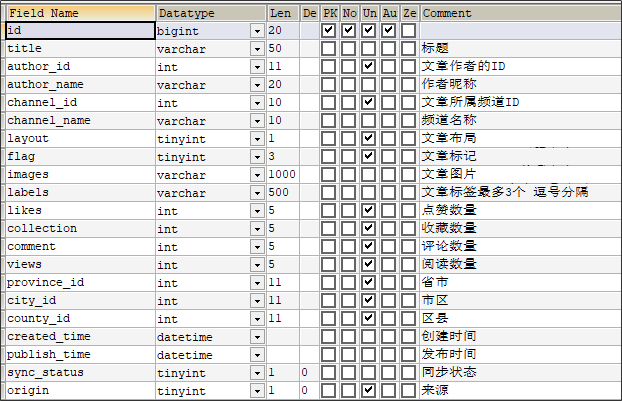 Field Name Datatype Len De PK No Un Au Ze Comment
id bigint 20
title varchar 50 标题
author_id int 11 文章作者的ID
author_name varchar 20 作者昵称
channel_id int 10 文章所属频道ID
channel_name varchar 10 频道名称
layout tinyint 1 文章布局
flag tinyint 3 文章标记
images varchar 1000 文章图片
labels varchar 500 文章标签最多3个 逗号分隔
likes int 5 点赞数量
collection int 5 收藏数量
comment int 5 评论数量
views int 5 阅读数量
province_id int 11 省市
city_id int 11 市区
county_id int 11 区县
created_time datetime 创建时间
publish_time datetime 发布时间
sync_status tinyint 1 0 同步状态
origin tinyint 1 0 来源